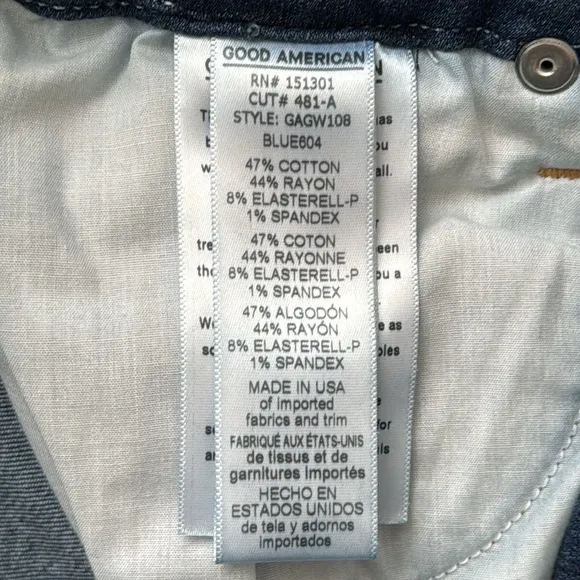 GOOD AMERICAN
RN# 151301
CUT# 481-A
STYLE: GAGW108
BLUE604
47% COTTON
44% RAYON
8% ELASTERELL-P
1% SPANDEX
47% COTON
44% RAYONNE
8% ELASTERELL-P
1% SPANDEX
47% ALGODÓN
44% RAYÓN
8% ELASTERELL-P
1% SPANDEX
MADE IN USA
of imported
fabrics and trim
FABRIQUÉ AUX ÉTATS-UNIS
de tissus et de
garnitures importés
HECHO EN
ESTADOS UNIDOS
de tela y adornos
importados